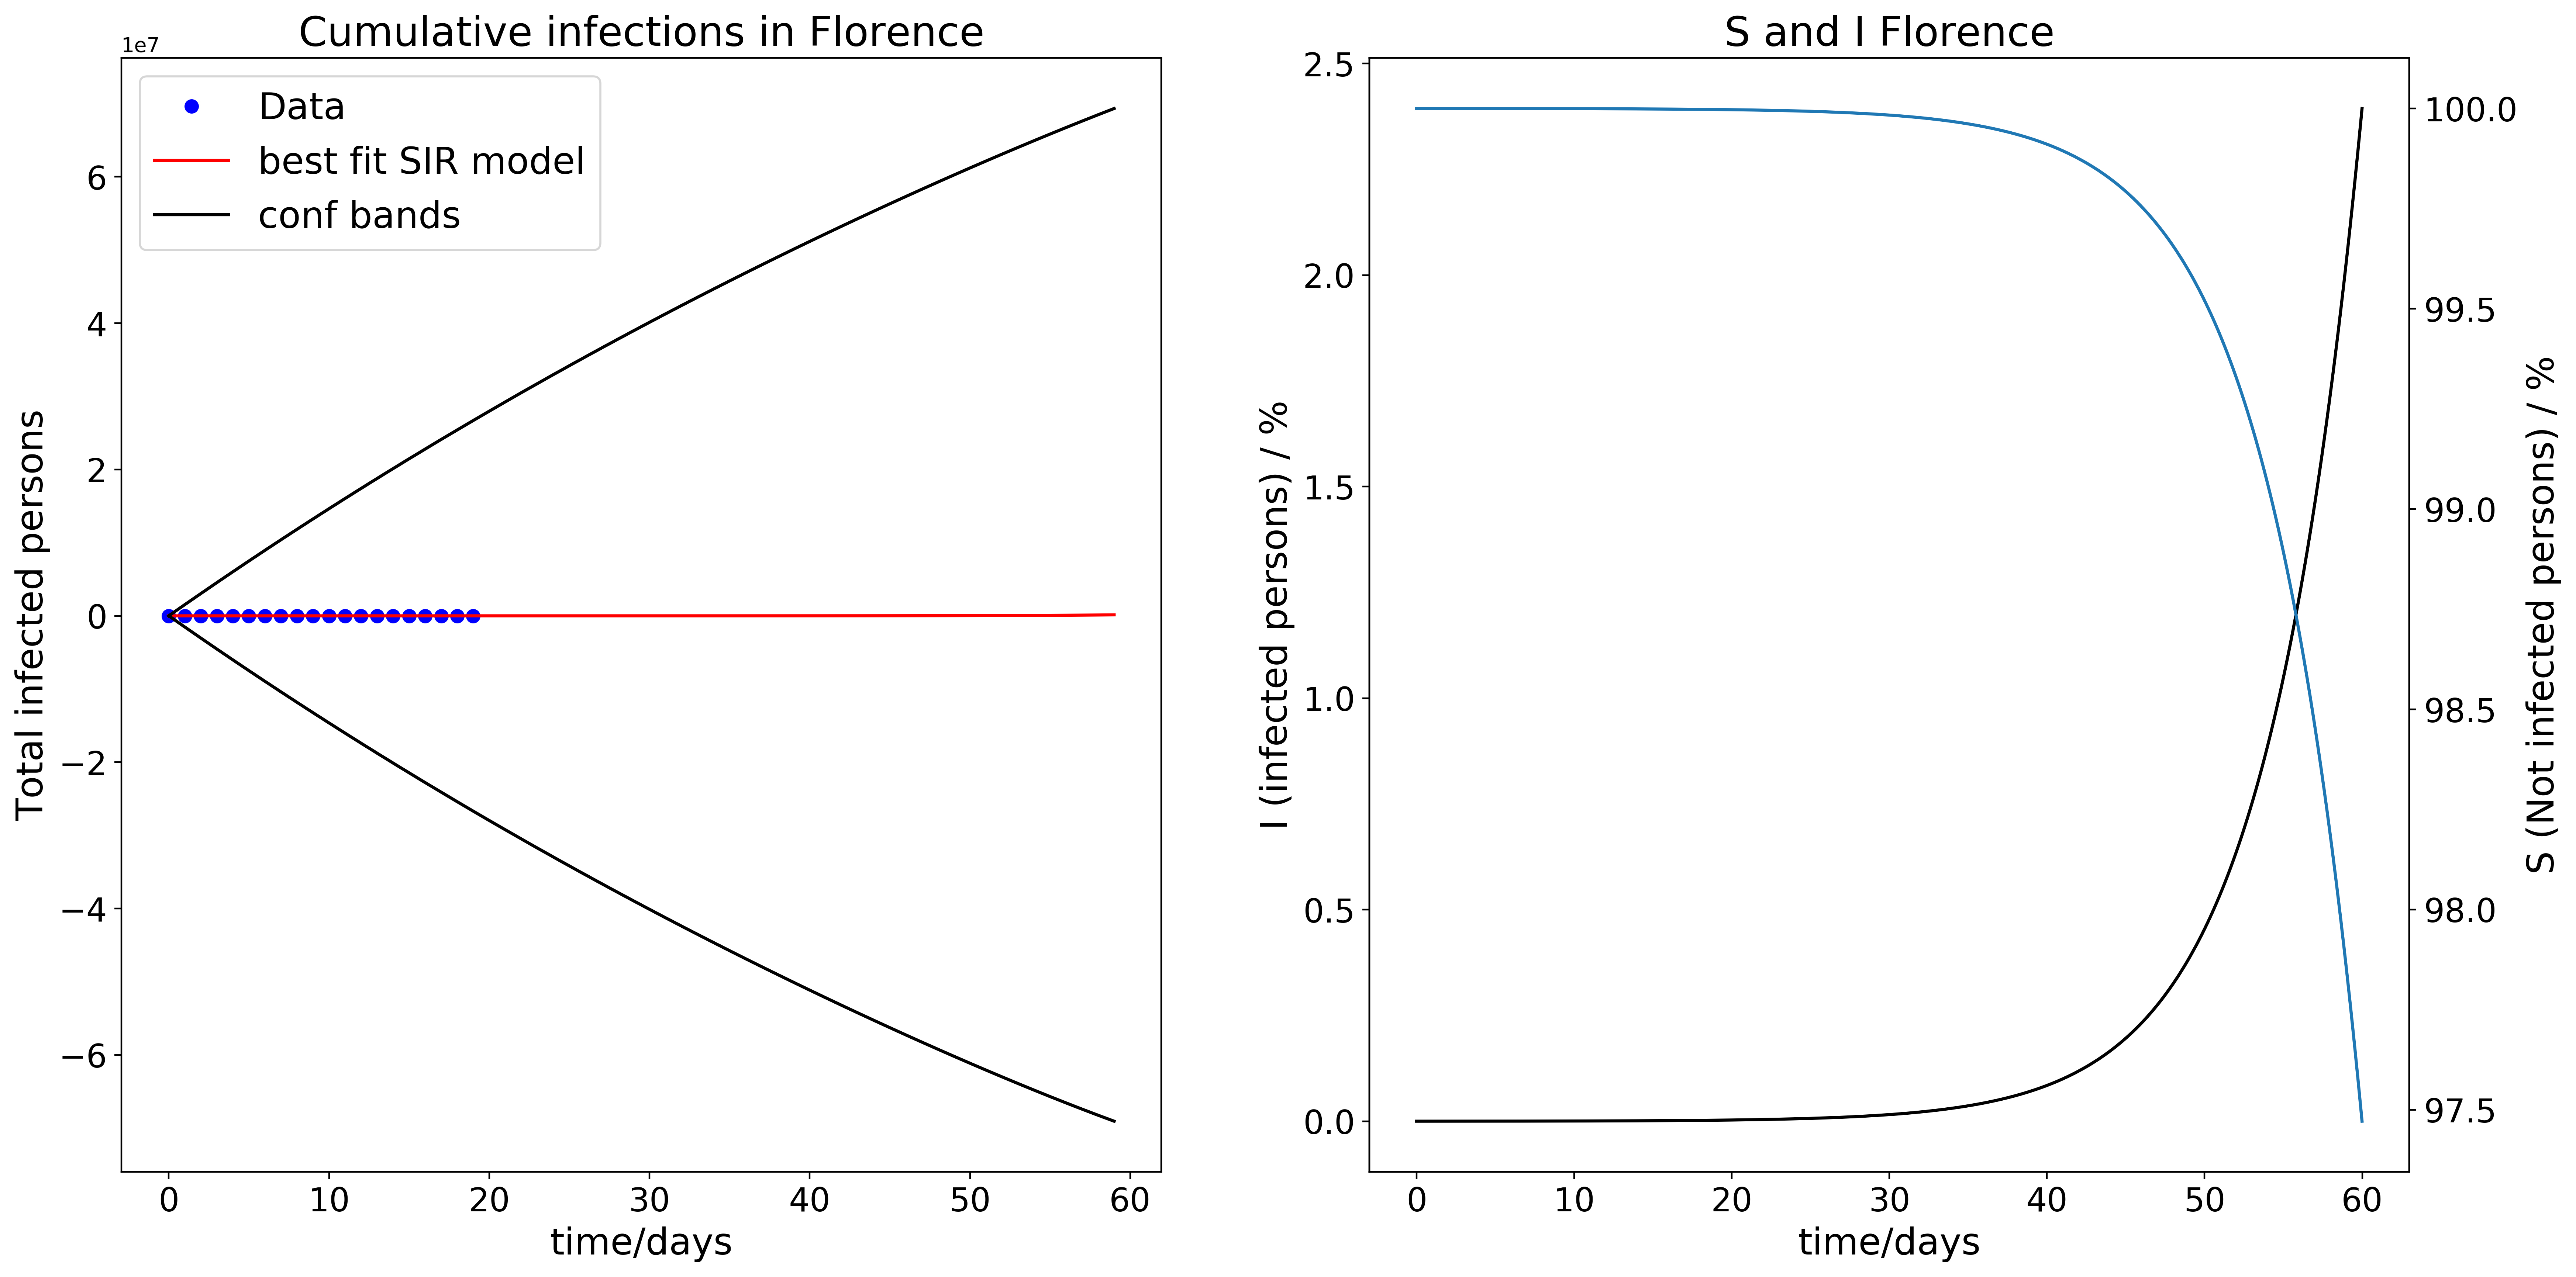 Cumulative infections in Florence
1e7
Data
best fit SIR model
conf bands
6
4
2
0
−2
−4
−6
Total infected persons
0 10 20 30 40 50 60
time/days
S and I Florence
2.5
2.0
1.5
1.0
0.5
0.0
I (infected persons) / %
100.0
99.5
99.0
98.5
98.0
97.5
S (Not infected persons) / %
0 10 20 30 40 50 60
time/days